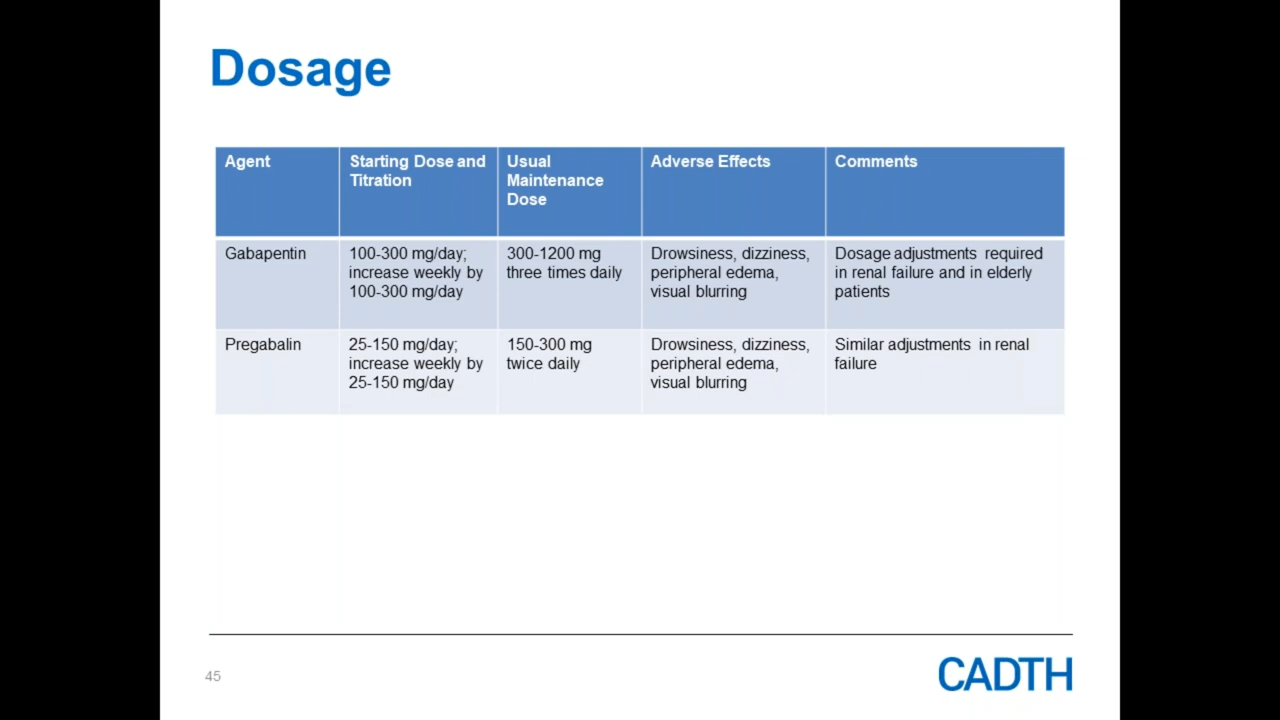 Dosage
Agent
Starting Dose and
Titration
Usual
Maintenance
Dose
Adverse Effects
Comments
Gabapentin
100-300 mg/day;
increase weekly by
100-300 mg/day
300-1200 mg
three times daily
Drowsiness, dizziness,
peripheral edema,
visual blurring
Dosage adjustments required
in renal failure and in elderly
patients
Pregabalin
25-150 mg/day;
increase weekly by
25-150 mg/day
150-300 mg
twice daily
Drowsiness, dizziness,
peripheral edema,
visual blurring
Similar adjustments in renal
failure
45
CADTH